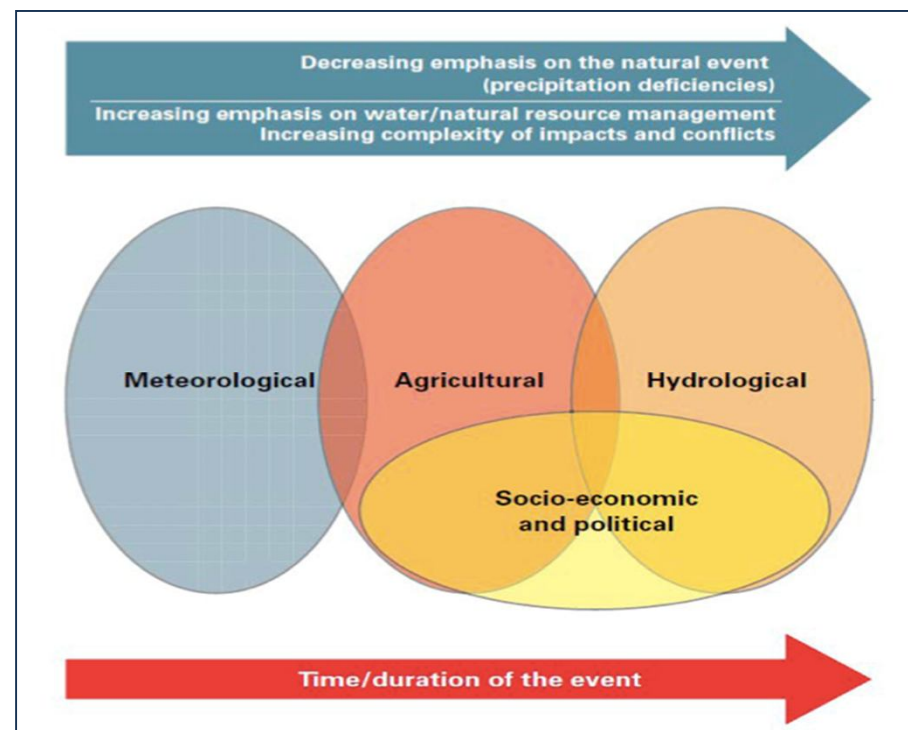 Decreasing emphasis on the natural event
(precipitation deficiencies)
Increasing emphasis on water/natural resource management
Increasing complexity of impacts and conflicts
Meteorological
Agricultural
Hydrological
Socio-economic
and political
Time/duration of the event